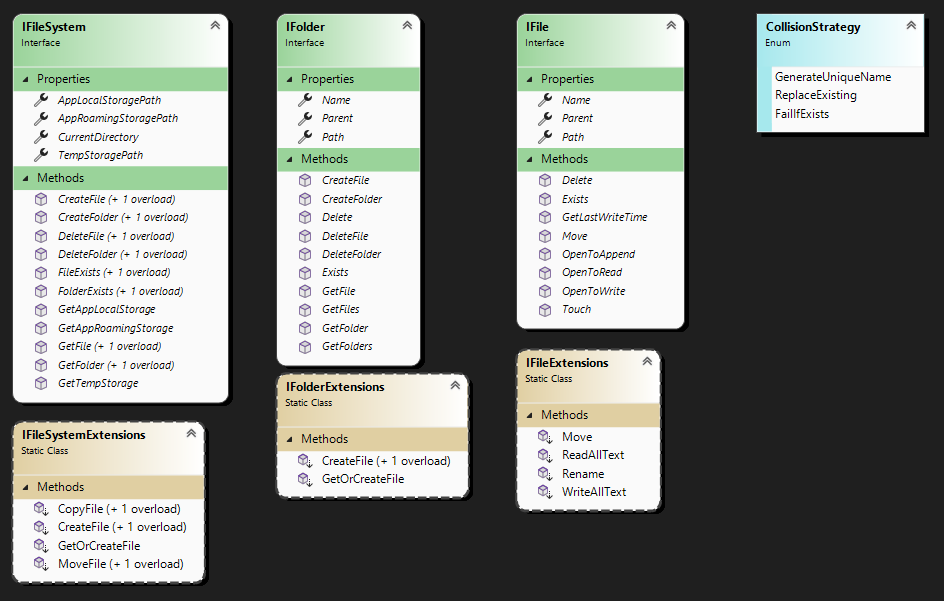 IFileSystem
Interface
Properties
AppLocalStoragePath
AppRoamingStoragePath
CurrentDirectory
TempStoragePath
Methods
CreateFile (+ 1 overload)
CreateFolder (+ 1 overload)
DeleteFile (+ 1 overload)
DeleteFolder (+ 1 overload)
FileExists (+ 1 overload)
FolderExists (+ 1 overload)
GetAppLocalStorage
GetAppRoamingStorage
GetFile (+ 1 overload)
GetFolder (+ 1 overload)
GetTempStorage
IFileSystemExtensions
Static Class
Methods
CopyFile (+ 1 overload)
CreateFile (+ 1 overload)
GetOrCreateFile
MoveFile (+ 1 overload)
IFolder
Interface
Properties
Name
Parent
Path
Methods
CreateFile
CreateFolder
Delete
DeleteFile
DeleteFolder
Exists
GetFile
GetFiles
GetFolder
GetFolders
IFolderExtensions
Static Class
Methods
CreateFile (+ 1 overload)
GetOrCreateFile
IFile
Interface
Properties
Name
Parent
Path
Methods
Delete
Exists
GetLastWriteTime
Move
OpenToAppend
OpenToRead
OpenToWrite
Touch
IFileExtensions
Static Class
Methods
Move
ReadAllText
Rename
WriteAllText
CollisionStrategy
Enum
GenerateUniqueName
ReplaceExisting
FailIfExists